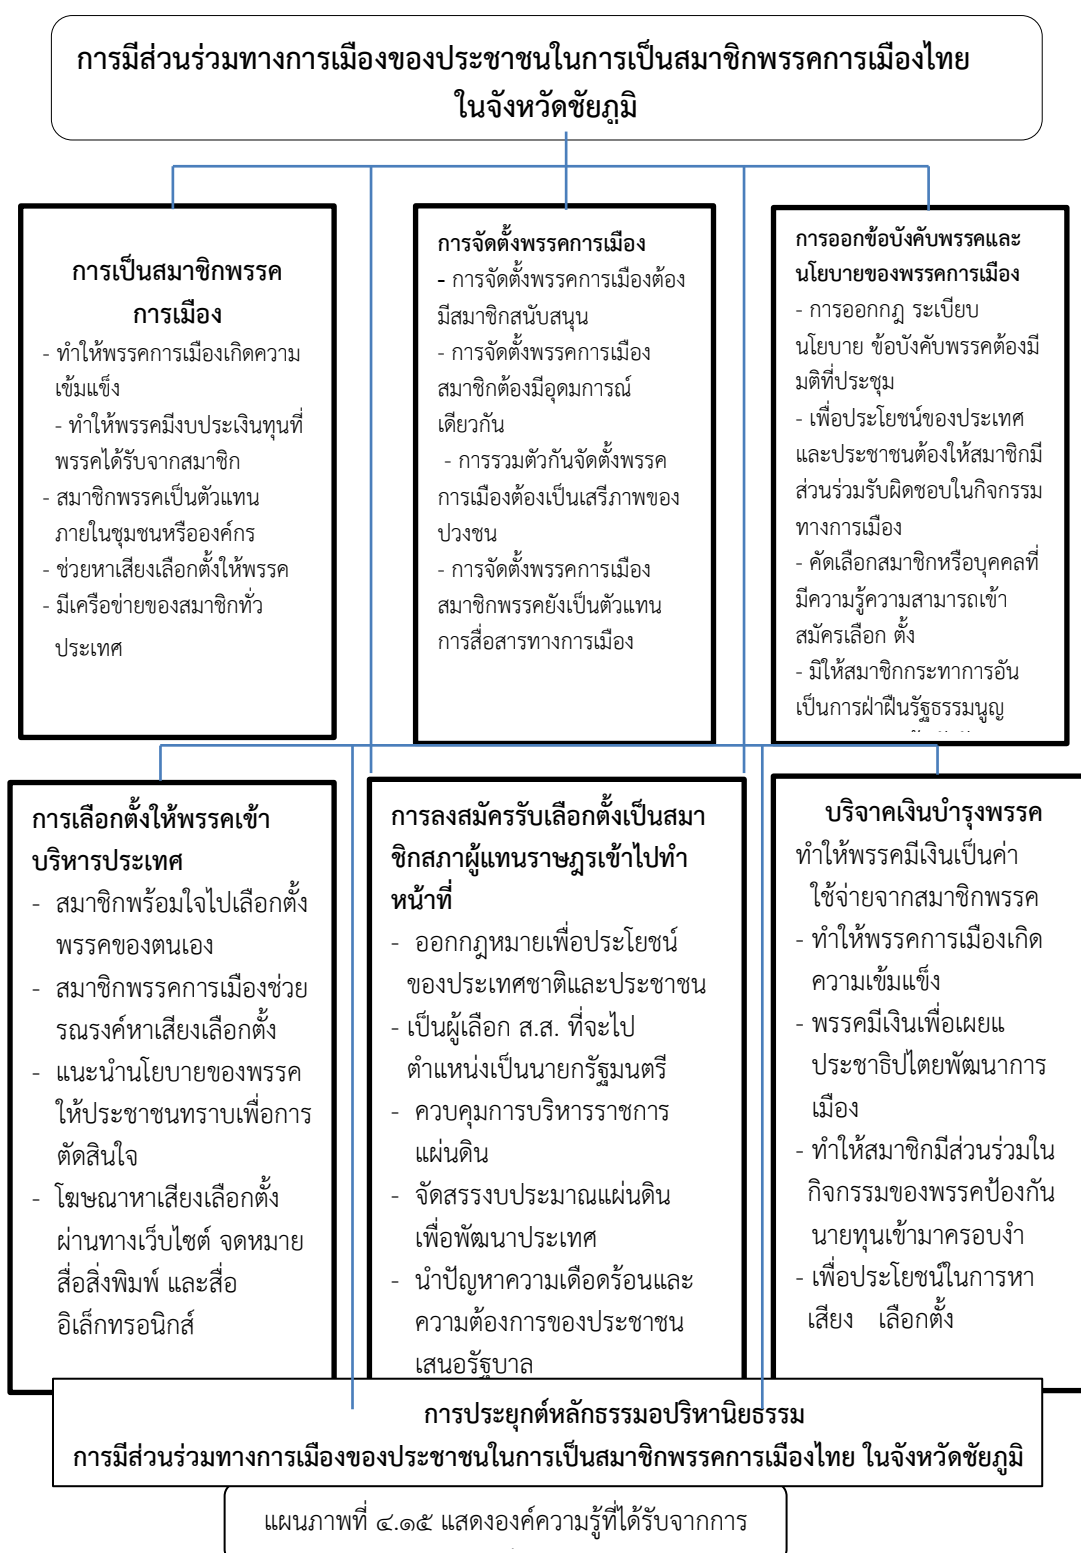 การมีส่วนร่วมทางการเมืองของประชาชนในการเป็นสมาชิกพรรคการเมืองไทย
ในจังหวัดชัยภูมิ
การเป็นสมาชิกพรรค
การเมือง
- ทำให้พรรคการเมืองเกิดความ
เข้มแข็ง
- ทำให้พรรคมีงบประเงินทุนที่
พรรคได้รับจากสมาชิก
- สมาชิกพรรคเป็นตัวแทน
ภายในชุมชนหรือองค์กร
- ช่วยหาเสียงเลือกตั้งให้พรรค
- มีเครือข่ายของสมาชิกทั่ว
ประเทศ
การจัดตั้งพรรคการเมือง
- การจัดตั้งพรรคการเมืองต้อง
มีสมาชิกสนับสนุน
- การจัดตั้งพรรคการเมือง
สมาชิกต้องมีอุดมการณ์
เดียวกัน
- การรวมตัวกันจัดตั้งพรรค
การเมืองต้องเป็นเสรีภาพของ
ปวงชน
- การจัดตั้งพรรคการเมือง
สมาชิกพรรคยังเป็นตัวแทน
การสื่อสารทางการเมือง
การออกข้อบังคับพรรคและ
นโยบายของพรรคการเมือง
- การออกกฎ ระเบียบ
นโยบาย ข้อบังคับพรรคต้องมี
มติที่ประชุม
- เพื่อประโยชน์ของประเทศ
และประชาชนต้องให้สมาชิกมี
ส่วนร่วมรับผิดชอบในกิจกรรม
ทางการเมือง
- คัดเลือกสมาชิกหรือบุคคลที่
มีความรู้ความสามารถเข้า
สมัครเลือก ตั้ง
- มิให้สมาชิกกระทาการอัน
เป็นการฝ่าฝืนรัฐธรรมนูญ
การเลือกตั้งให้พรรคเข้า
บริหารประเทศ
- สมาชิกพร้อมใจไปเลือกตั้ง
พรรคของตนเอง
- สมาชิกพรรคการเมืองช่วย
รณรงค์หาเสียงเลือกตั้ง
- แนะนำนโยบายของพรรค
ให้ประชาชนทราบเพื่อการ
ตัดสินใจ
- โฆษณาหาเสียงเลือกตั้ง
ผ่านทางเว็บไซต์ จดหมาย
สื่อสิ่งพิมพ์ และสื่อ
อิเล็กทรอนิกส์
การลงสมัครรับเลือกตั้งเป็นสมา
ชิกสภาผู้แทนราษฎรเข้าไปทำ
หน้าที่
- ออกกฎหมายเพื่อประโยชน์
ของประเทศชาติและประชาชน
- เป็นผู้เลือก ส.ส. ที่จะไป
ตำแหน่งเป็นนายกรัฐมนตรี
- ควบคุมการบริหารราชการ
แผ่นดิน
- จัดสรรงบประมาณแผ่นดิน
เพื่อพัฒนาประเทศ
- นำปัญหาความเดือดร้อนและ
ความต้องการของประชาชน
เสนอรัฐบาล
บริจาคเงินบำรุงพรรค
ทำให้พรรคมีเงินเป็นค่า
ใช้จ่ายจากสมาชิกพรรค
- ทำให้พรรคการเมืองเกิด
ความเข้มแข็ง
- พรรคมีเงินเพื่อเผยแ
ประชาธิปไตยพัฒนาการ
เมือง
- ทำให้สมาชิกมีส่วนร่วมใน
กิจกรรมของพรรคป้องกัน
นายทุนเข้ามาครอบงำ
- เพื่อประโยชน์ในการหา
เสียง เลือกตั้ง
การประยุกต์หลักธรรมอปริหานิยธรรม
การมีส่วนร่วมทางการเมืองของประชาชนในการเป็นสมาชิกพรรคการเมืองไทย ในจังหวัดชัยภูมิ
แผนภาพที่ ๔.๑๕ แสดงองค์ความรู้ที่ได้รับจากการ